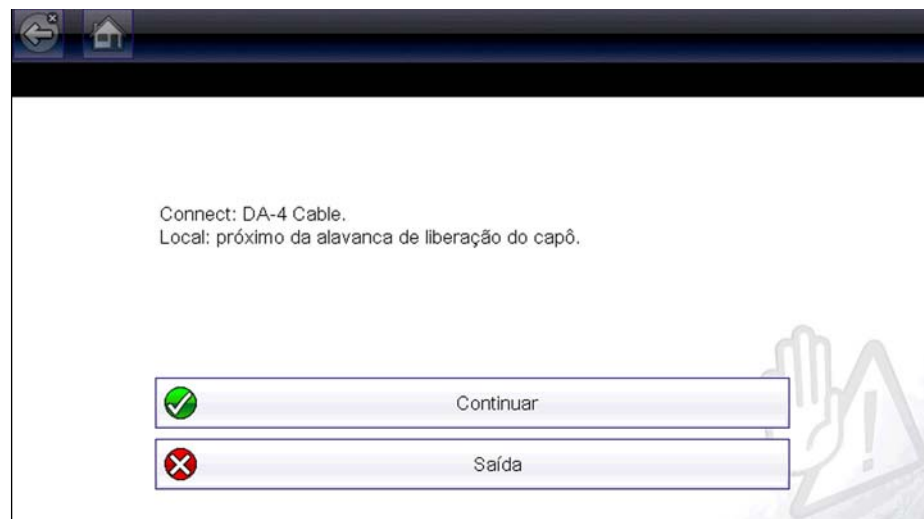 Connect: DA-4 Cable.
Local: próximo da alavanca de liberação do capô.
Continuar
Saída